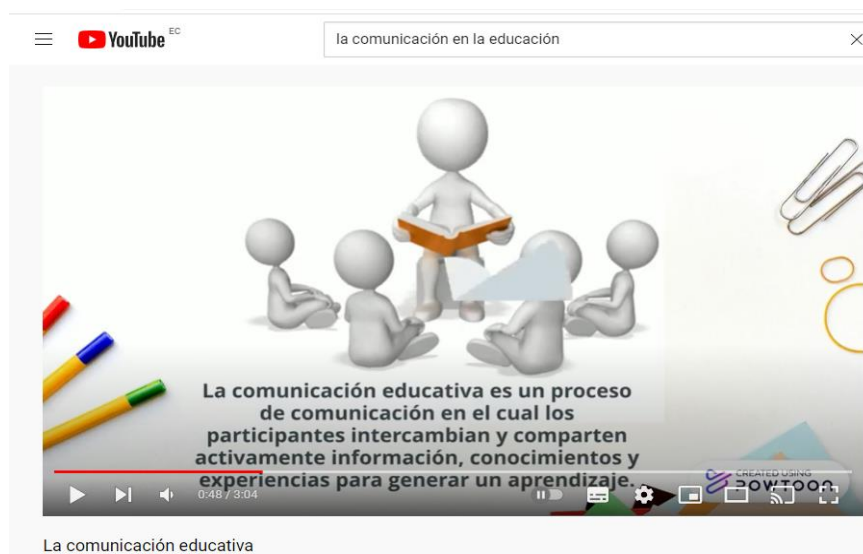 YouTube EC
la comunicación en la educación
La comunicación educativa es un proceso
de comunicación en el cual los
participantes intercambian y comparten
activamente información, conocimientos y
experiencias para generar un aprendizaje.
CREATED USING
POWTOON
0:48 / 3:04
La comunicación educativa